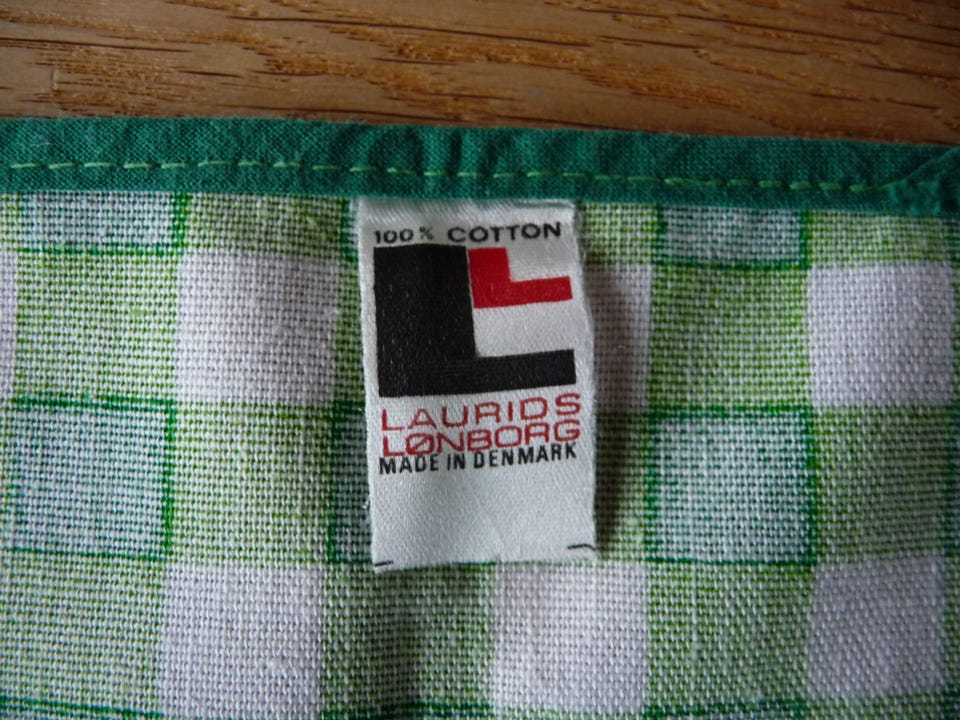 100% COTTON
LAURIDS
LØNBORG
MADE IN DENMARK